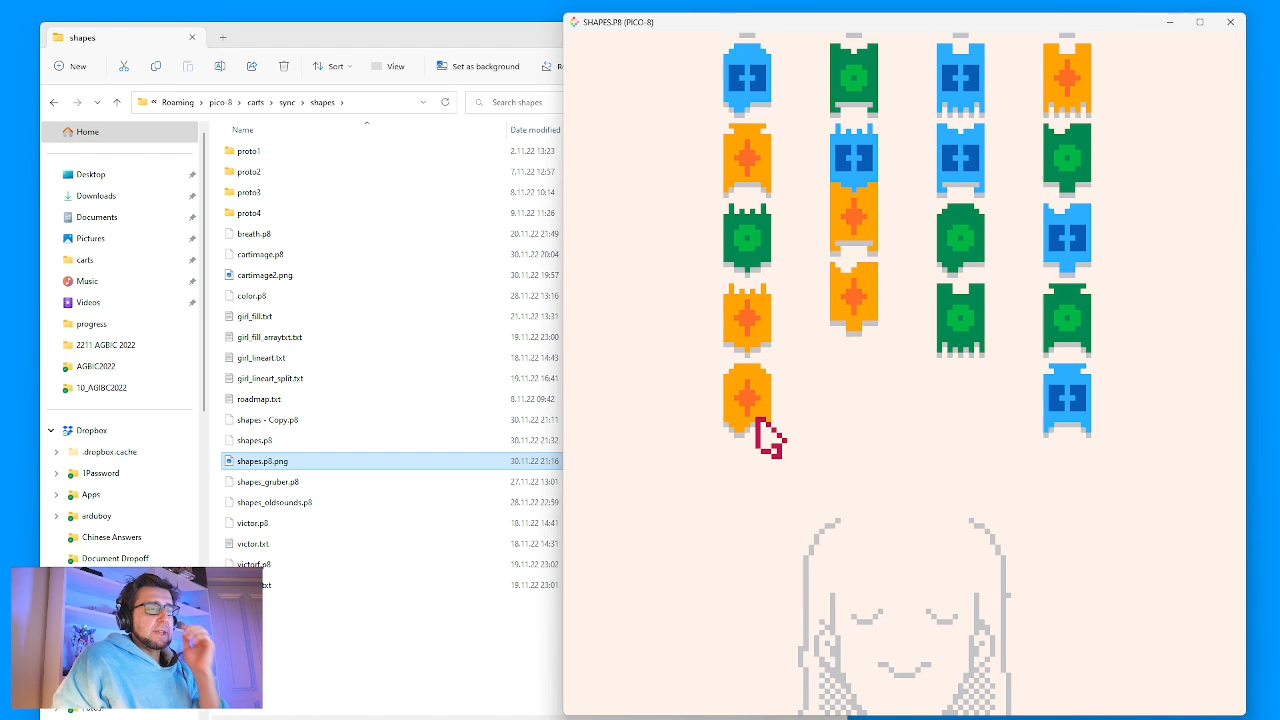 shapes
New
Sort
View
Set as background
Roaming
pico-8
carts
sync
shapes
Search shapes
Home
Desktop
Downloads
Documents
Pictures
carts
Music
Videos
progress
2211 AGBIC 2022
AGBIC2022
10_AGIBC2022
Dropbox
.dropbox.cache
1Password
Apps
arduboy
Chinese Answers
Document Dropoff
Name
Date modified
proto1
2.11.22 13:23
proto2
7.11.22 12:57
proto3
8.11.22 10:14
proto4
9.11.22 11:26
breath.p8
20.11.22 21:49
cartimage.p8
30.11.22 20:04
cartimage2.png
30.11.22 19:57
color.p8
28.11.22 13:16
girl_fill.txt
21.11.22 13:31
girl_fill_arraytxt.txt
19.11.22 23:00
girl_lineart.txt
18.11.22 14:43
girl_lineart_split.txt
19.11.22 16:41
roadmap.txt
8.11.22 09:42
shapes - Copy.p8
30.11.22 21:11
shapes.p8
30.11.22 21:32
shapes.p8.png
30.11.22 21:16
shapes_gruber.p8
27.11.22 13:01
shapes_oldsounds.p8
28.11.22 22:59
victor.p8
18.11.22 14:41
victor.txt
18.11.22 14:31
19.11.22 23:02
19.11.22 23:01
SHAPES.P8 (PICO-8)